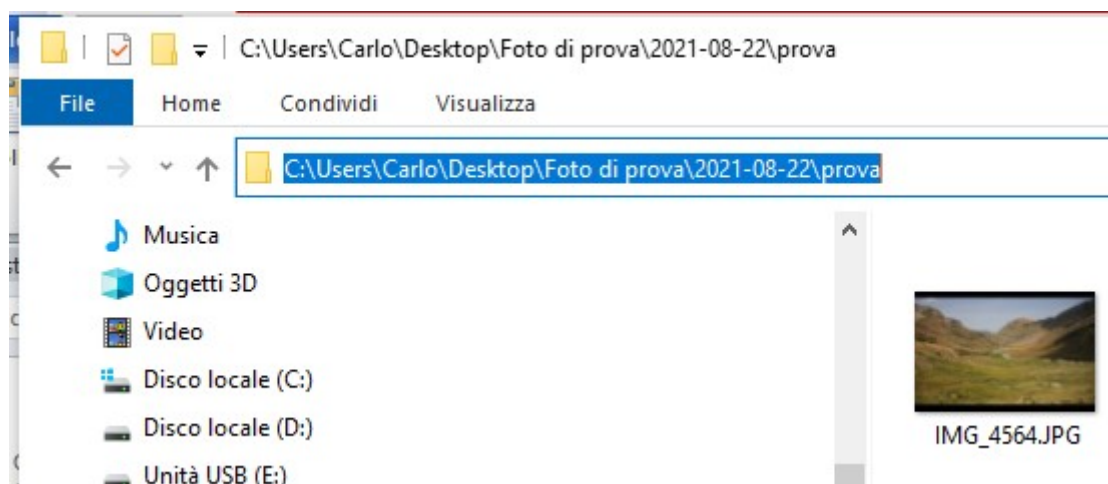 C:\Users\Carlo\Desktop\Foto di prova\2021-08-22\prova
File Home Condividi Visualizza
C:\Users\Carlo\Desktop\Foto di prova\2021-08-22\prova
Musica
Oggetti 3D
Video
Disco locale (C:)
Disco locale (D:)
Unità USB (E:)
IMG_4564.JPG